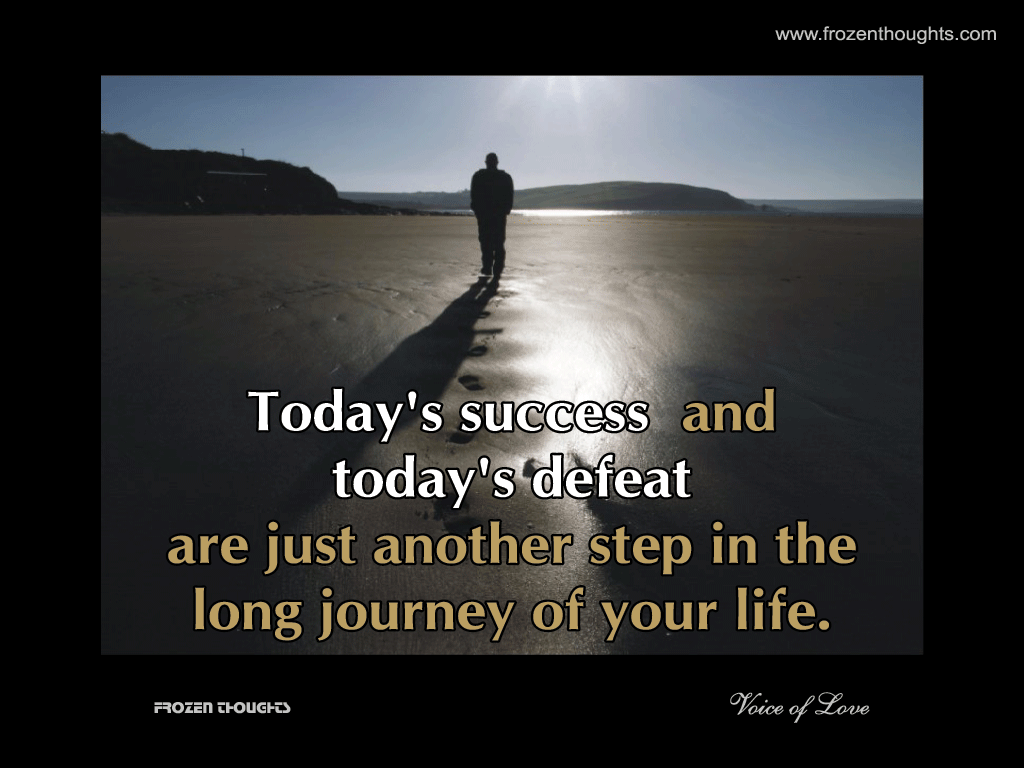 www.frozenthoughts.com
Today's success and
today's defeat
are just another step in the
long journey of your life.
FROZEN THOUGHTS
Voice of Love